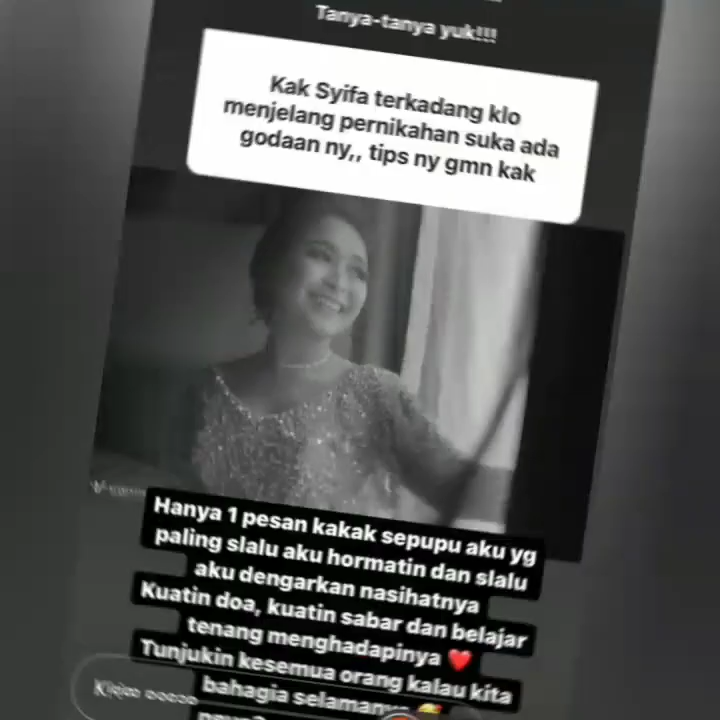 Tanya-tanya yuk!!!
Kak Syifa terkadang klo
menjelang pernikahan suka ada
godaan ny,, tips ny gmn kak
Hanya 1 pesan kakak sepupu aku yg
paling slalu aku hormatin dan slalu
aku dengarkan nasihatnya
Kuatin doa, kuatin sabar dan belajar
tenang menghadapinya ❤️
Tunjukin kesemua orang kalau kita
bahagia